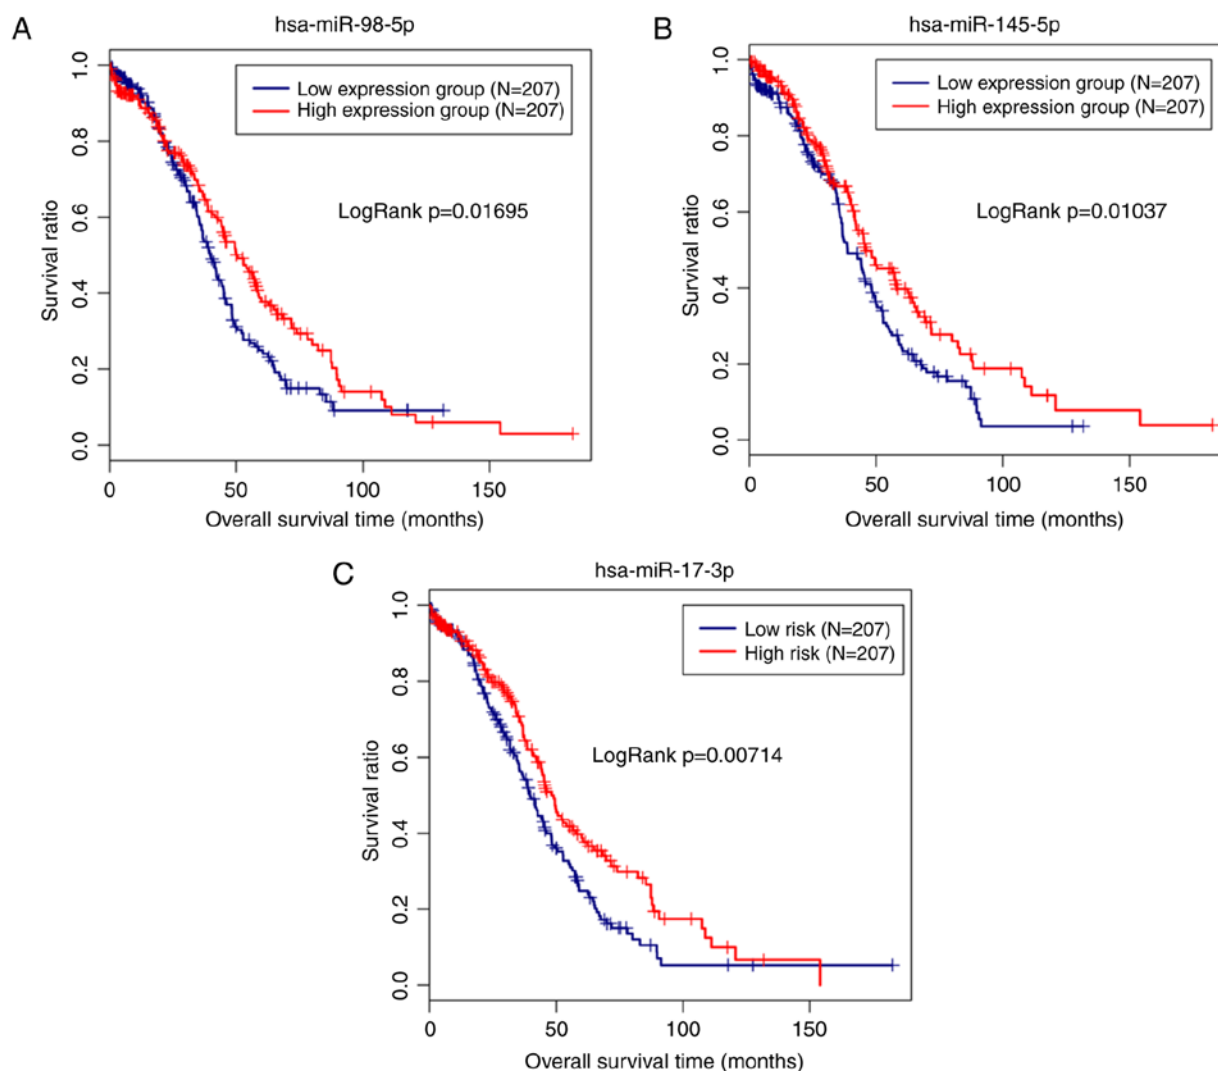 A
hsa-miR-98-5p
Low expression group (N=207)
High expression group (N=207)
LogRank p=0.01695
Survival ratio
1.0
0.8
0.6
0.4
0.2
0.0
0 50 100 150
Overall survival time (months)
B
hsa-miR-145-5p
Low expression group (N=207)
High expression group (N=207)
LogRank p=0.01037
Survival ratio
1.0
0.8
0.6
0.4
0.2
0.0
0 50 100 150
Overall survival time (months)
C
hsa-miR-17-3p
Low risk (N=207)
High risk (N=207)
LogRank p=0.00714
Survival ratio
1.0
0.8
0.6
0.4
0.2
0.0
0 50 100 150
Overall survival time (months)